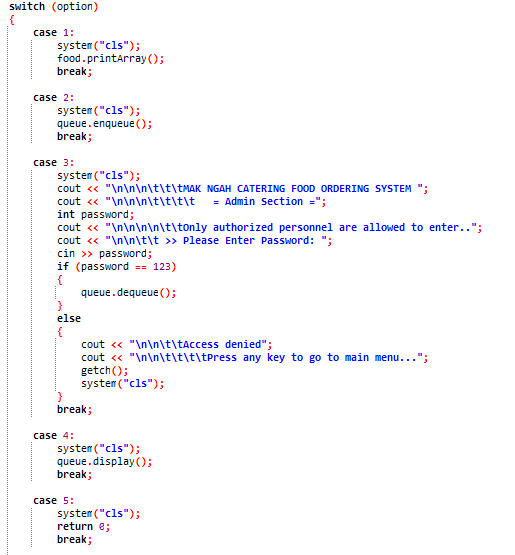 switch (option)
{
case 1:
system("cls");
food.printArray();
break;
case 2:
system("cls");
queue.enqueue();
break;
case 3:
system("cls");
cout << "\n\n\n\t\t\tMAK NGAH CATERING FOOD ORDERING SYSTEM ";
cout << "\n\n\n\t\t\t\t   = Admin Section =";
int password;
cout << "\n\n\n\n\t\tOnly authorized personnel are allowed to enter..";
cout << "\n\n\t\t >> Please Enter Password: ";
cin >> password;
if (password == 123)
{
queue.dequeue();
}
else
{
cout << "\n\n\t\tAccess denied";
cout << "\n\n\t\t\t\tPress any key to go to main menu...";
getch();
system("cls");
}
break;
case 4:
system("cls");
queue.display();
break;
case 5:
system("cls");
return 0;
break;